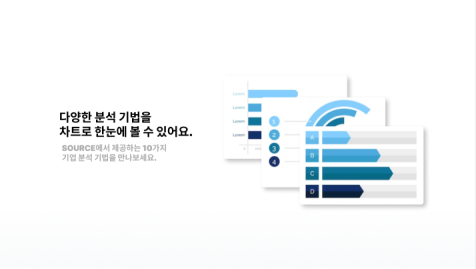 다양한 분석 기법을
차트로 한눈에 볼 수 있어요.
SOURCE에서 제공하는 10가지
기업 분석 기법을 만나보세요.
Lorem
Lorem
Lorem
Lorem
0
1
2
3
4
A
B
C
D